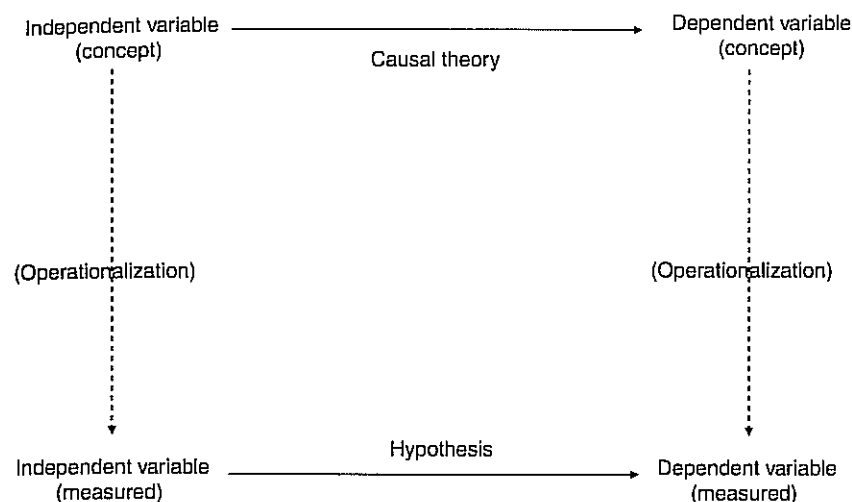 Independent variable
(concept)
Causal theory
Dependent variable
(concept)
(Operationalization)
(Operationalization)
Independent variable
(measured)
Hypothesis
Dependent variable
(measured)